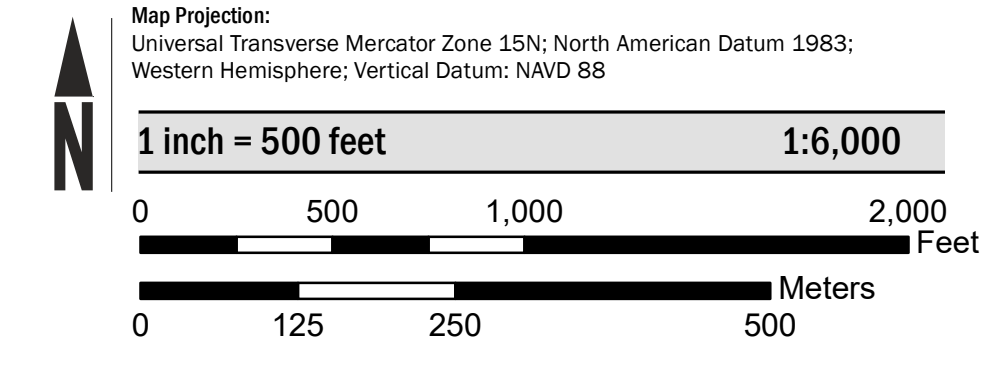 Map Projection:
Universal Transverse Mercator Zone 15N; North American Datum 1983;
Western Hemisphere; Vertical Datum: NAVD 88
N
1 inch = 500 feet 1:6,000
0 500 1,000 2,000
Feet
Meters
0 125 250 500